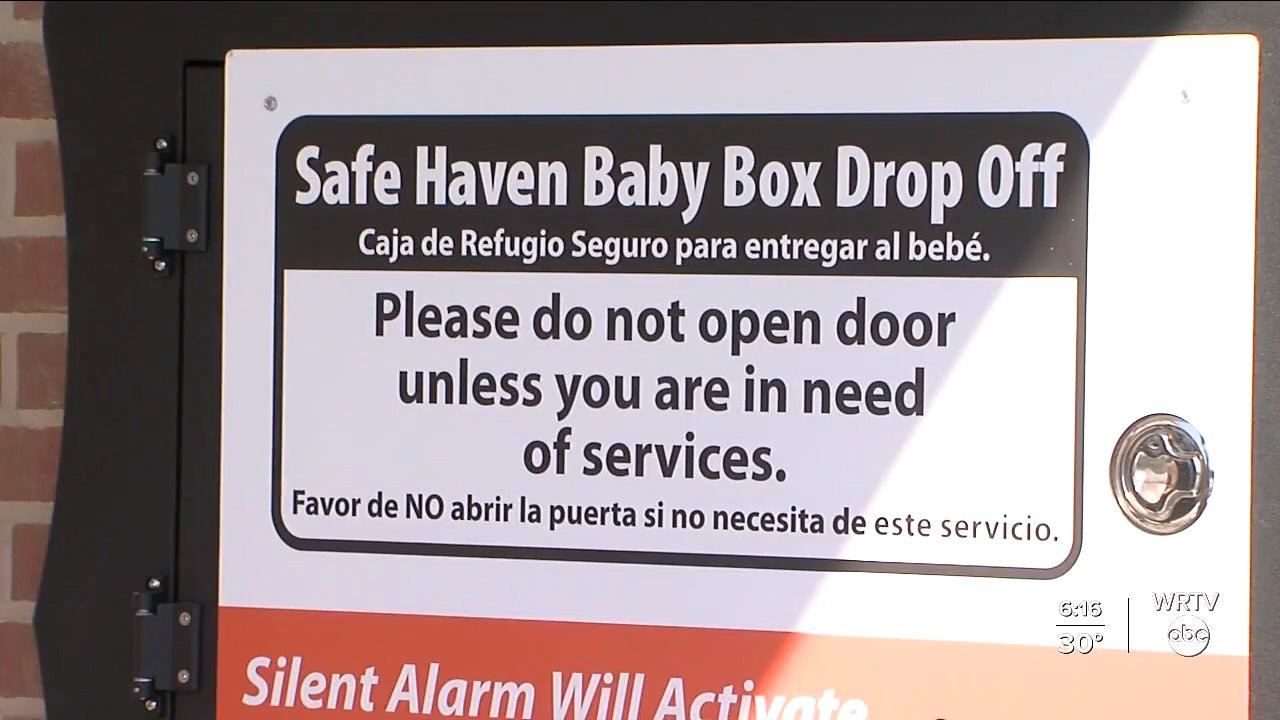 Safe Haven Baby Box Drop Off
Caja de Refugio Seguro para entregar al bebé.
Please do not open door
unless you are in need
of services.
Favor de NO abrir la puerta si no necesita de este servicio.
Silent Alarm Will Activate
6:16
30°
WRTV
abc